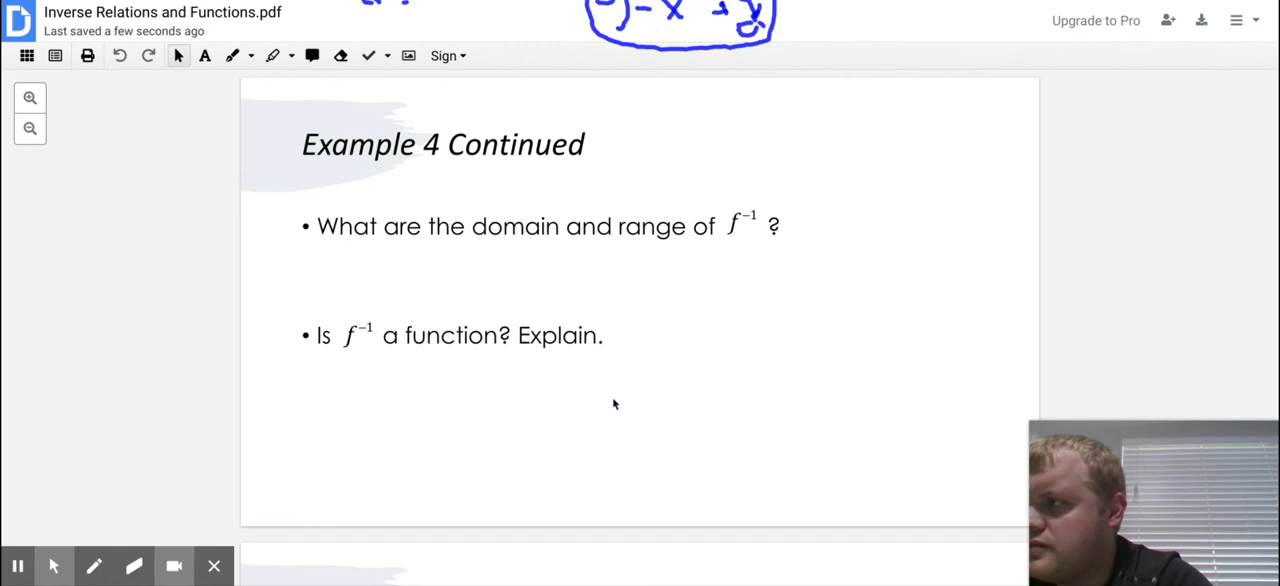 Inverse Relations and Functions.pdf
Last saved a few seconds ago
Upgrade to Pro
Sign
Example 4 Continued
• What are the domain and range of f⁻¹ ?
• Is f⁻¹ a function? Explain.